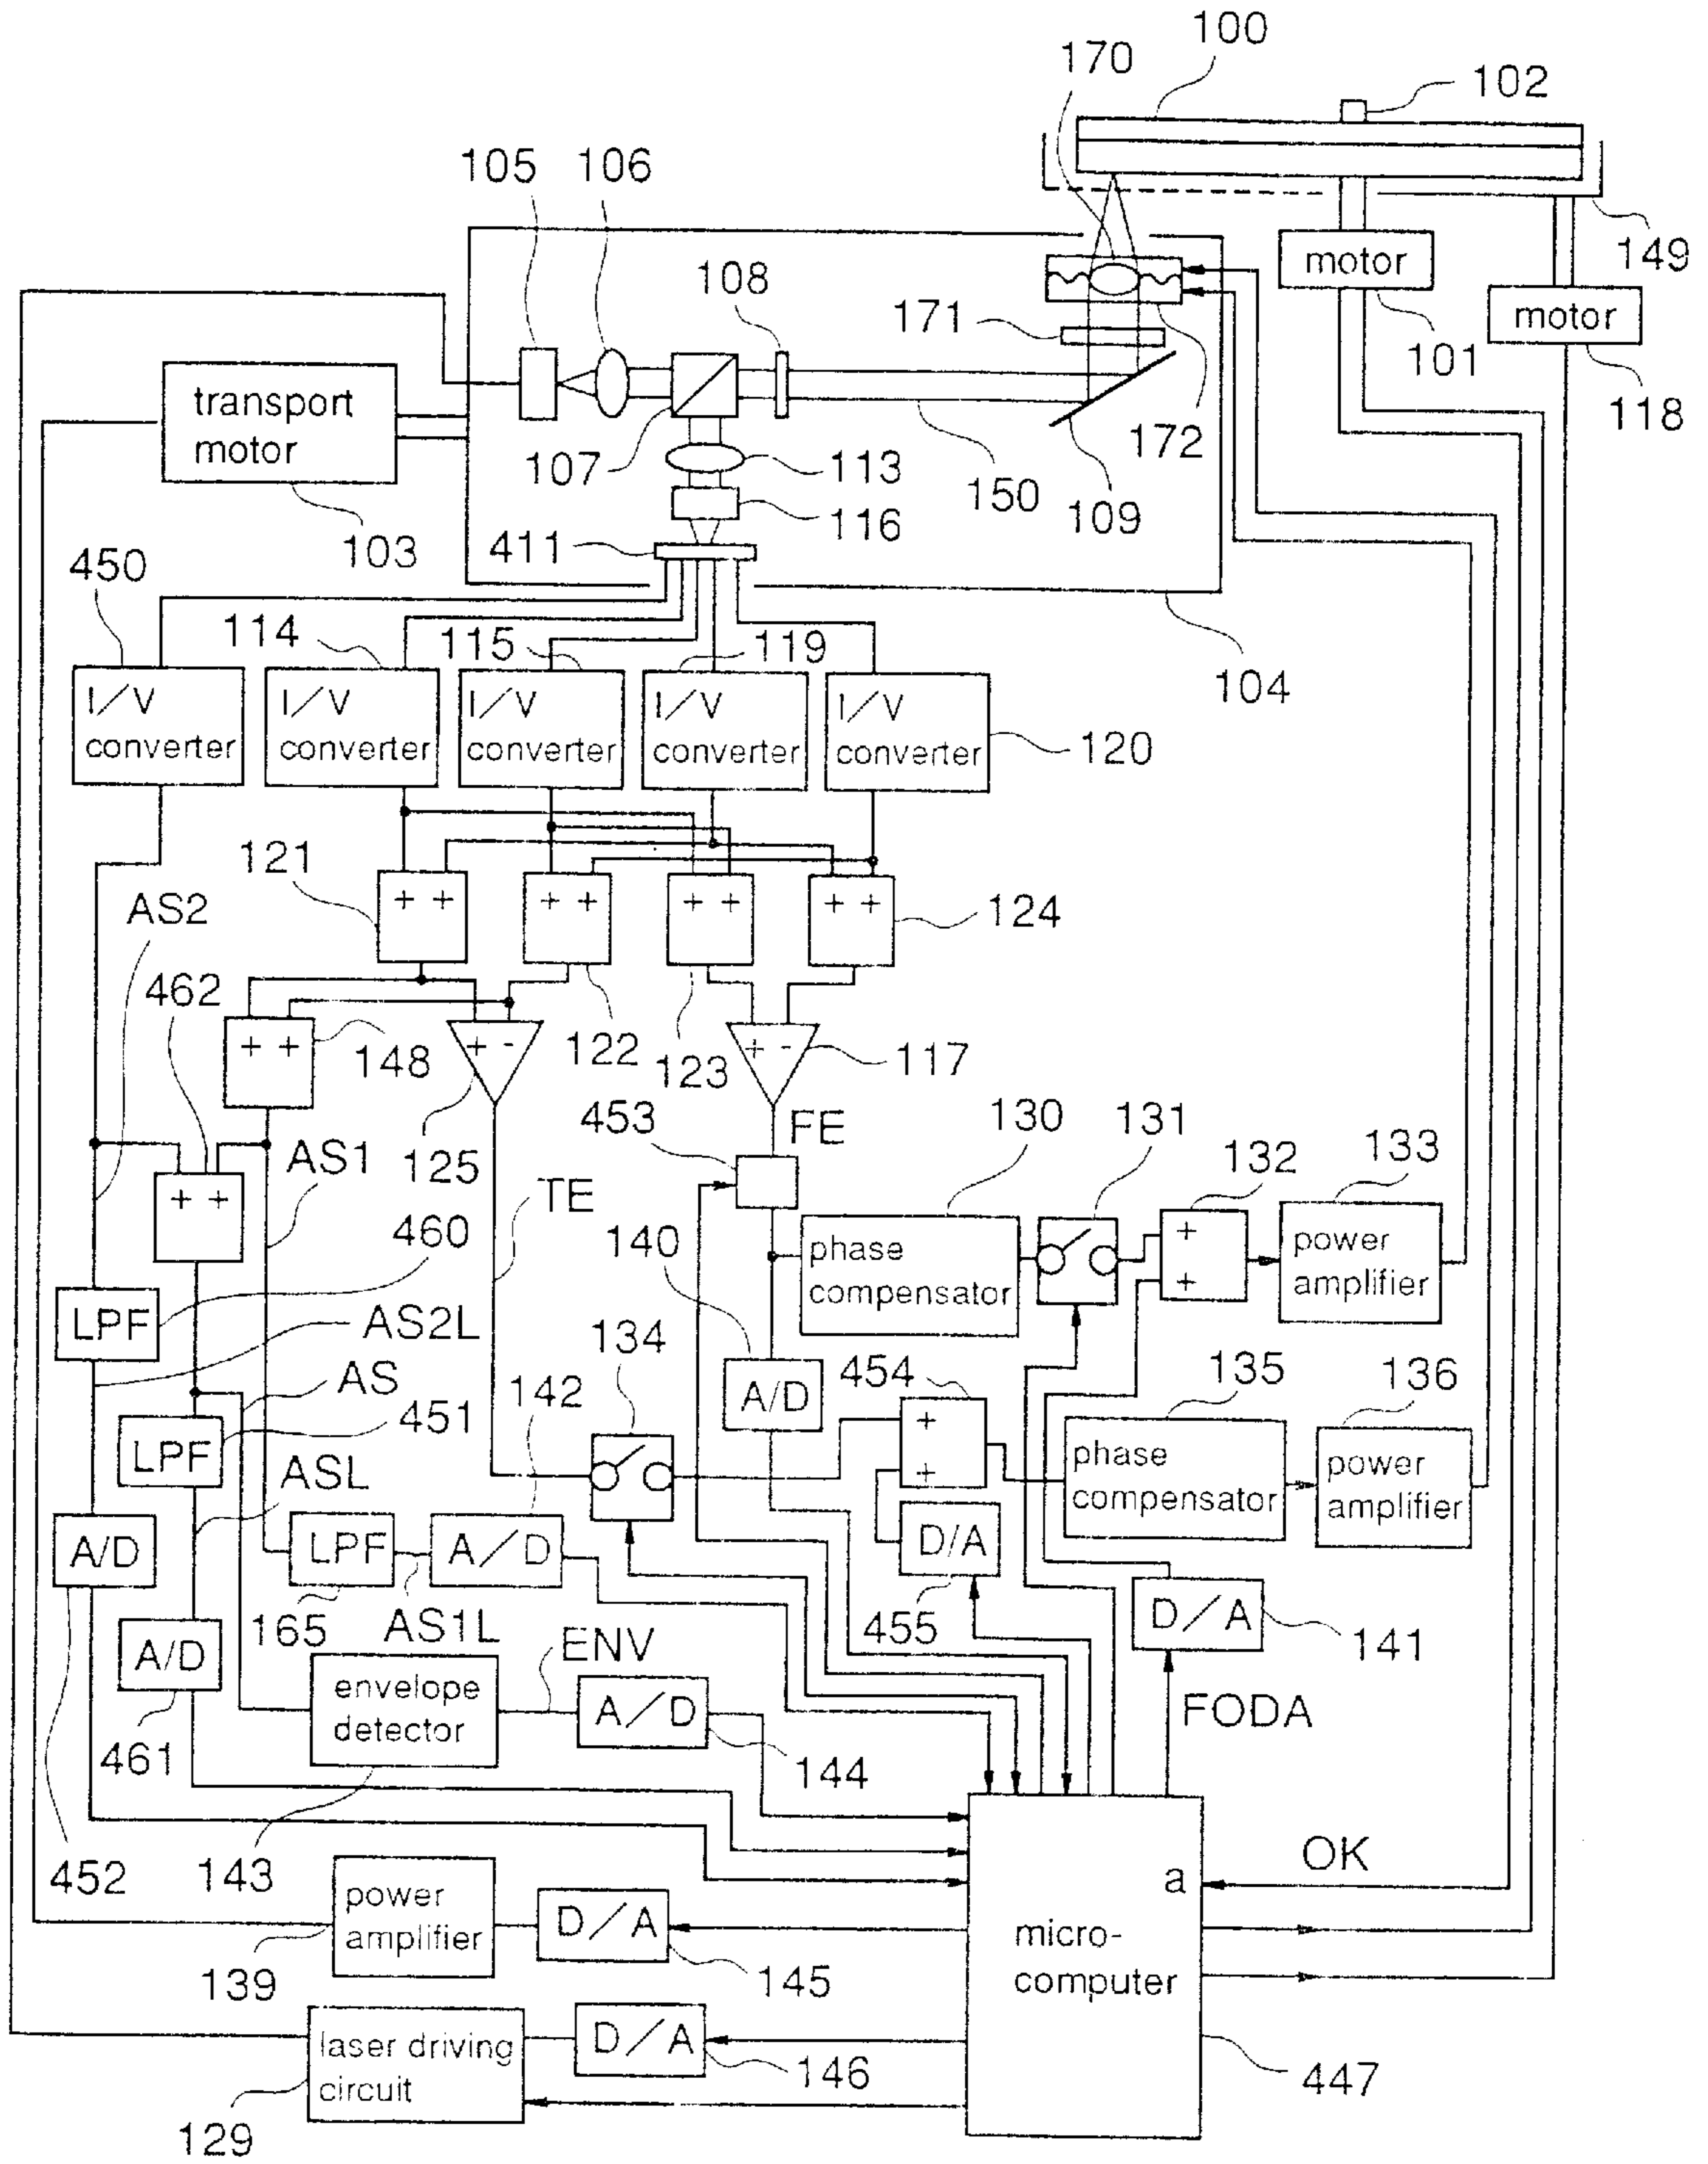 100
170
102
105
106
108
motor
149
171
motor
101
118
transport
motor
107
113
172
150
109
116
103
411
450
114
115
119
104
I/V
converter
I/V
converter
I/V
converter
I/V
converter
I/V
converter
120
121
AS2
+ +
+ +
+ +
+ +
124
462
+ +
148
+ -
122
123
+ -
117
453
FE
130
131
AS1
125
132
133
+ +
TE
460
140
phase
compensator
+
+
power
amplifier
LPF
AS2L
134
AS
142
A/D
454
135
136
451
LPF
ASL
+
+
phase
compensator
power
amplifier
A/D
LPF
A/D
D/A
165
AS1L
455
D/A
141
A/D
ENV
envelope
detector
A/D
FODA
461
144
452
143
OK
a
power
amplifier
D/A
micro-
computer
139
145
laser driving
circuit
D/A
146
447
129